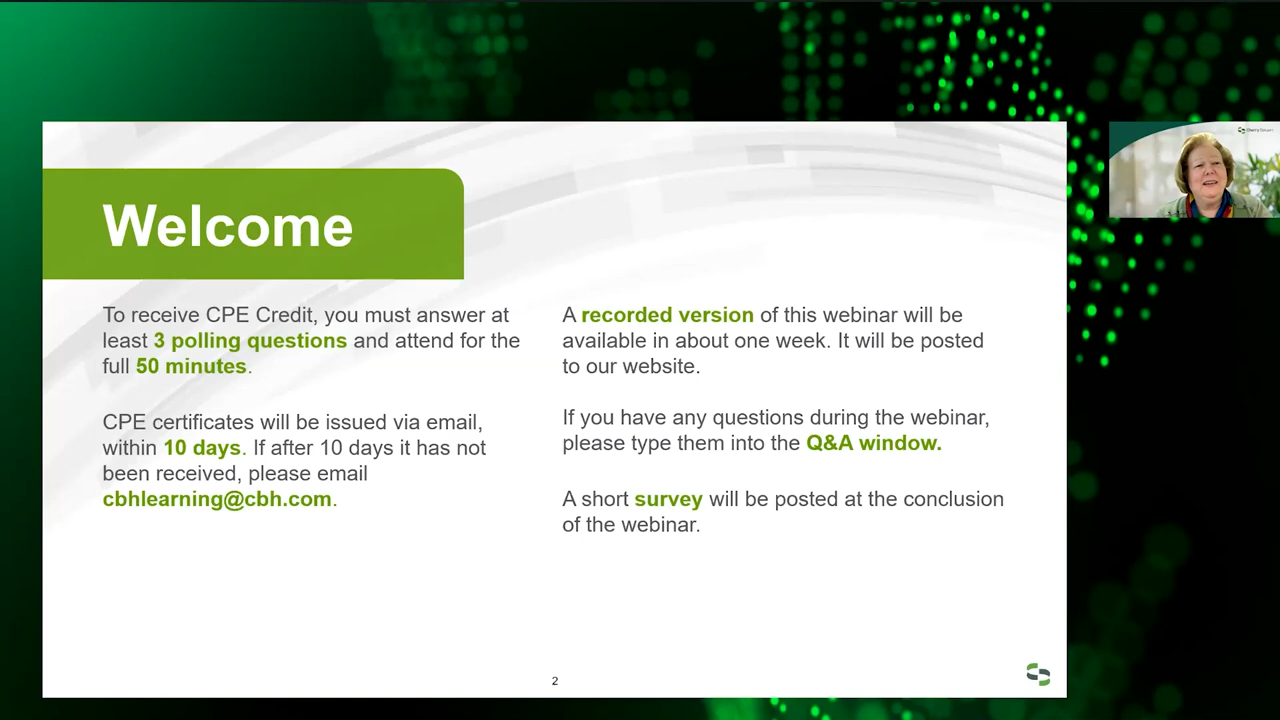 Welcome
To receive CPE Credit, you must answer at
least 3 polling questions and attend for the
full 50 minutes.
CPE certificates will be issued via email,
within 10 days. If after 10 days it has not
been received, please email
cbhlearning@cbh.com.
A recorded version of this webinar will be
available in about one week. It will be posted
to our website.
If you have any questions during the webinar,
please type them into the Q&A window.
A short survey will be posted at the conclusion
of the webinar.
2